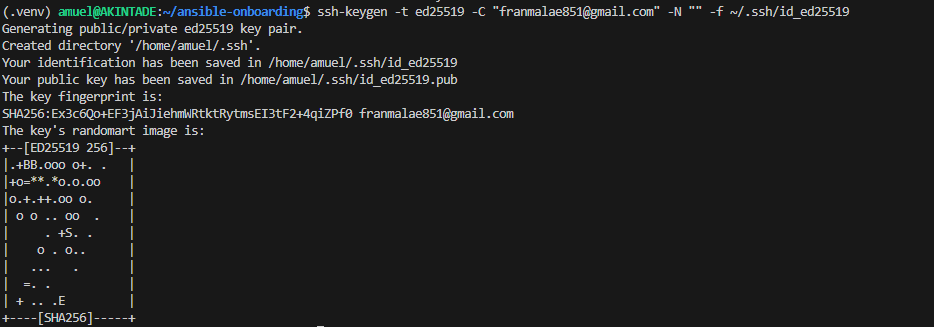 (.venv) amuel@AKINTADE:~/ansible-onboarding$ ssh-keygen -t ed25519 -C "franmalae851@gmail.com" -N "" -f ~/.ssh/id_ed25519
Generating public/private ed25519 key pair.
Created directory '/home/amuel/.ssh'.
Your identification has been saved in /home/amuel/.ssh/id_ed25519
Your public key has been saved in /home/amuel/.ssh/id_ed25519.pub
The key fingerprint is:
SHA256:Ex3c6Qo+EF3jAiJiehmWRtktRytmsEI3tF2+4qiZPf0 franmalae851@gmail.com
The key's randomart image is:
+--[ED25519 256]--+
|.+BB.ooo o+. .   |
|+o=**.*o.o.oo    |
|o.+.++.oo o.     |
| o o .. oo  .    |
|     . +S. .     |
|    o . o..      |
|   ...   .       |
|  =. .           |
| + .. .E         |
+----[SHA256]-----+